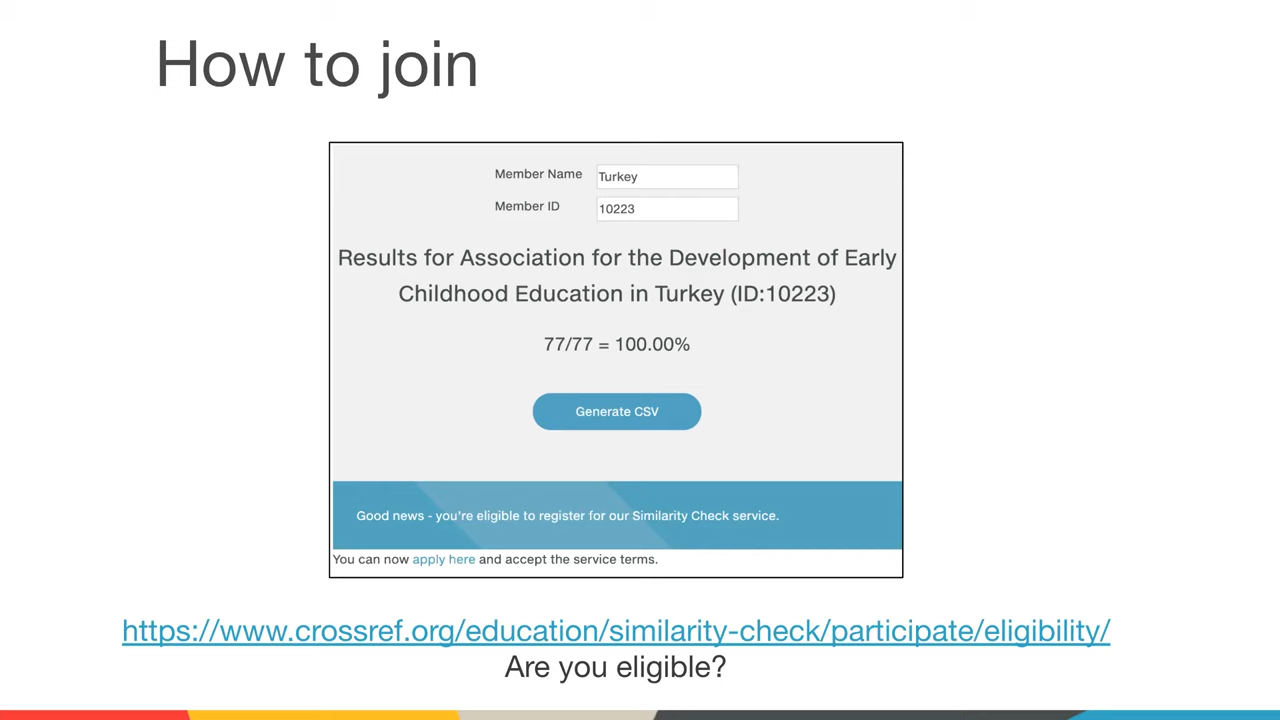 How to join
Member Name Turkey
Member ID 10223
Results for Association for the Development of Early
Childhood Education in Turkey (ID:10223)
77/77 = 100.00%
Generate CSV
Good news - you're eligible to register for our Similarity Check service.
You can now apply here and accept the service terms.
https://www.crossref.org/education/similarity-check/participate/eligibility/
Are you eligible?